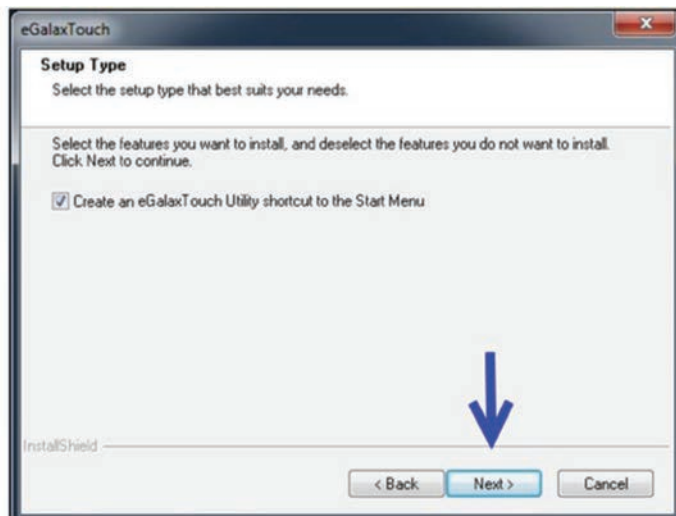 eGalaxTouch
Setup Type
Select the setup type that best suits your needs.
Select the features you want to install, and deselect the features you do not want to install.
Click Next to continue.
Create an eGalaxTouch Utility shortcut to the Start Menu
InstallShield
< Back
Next >
Cancel